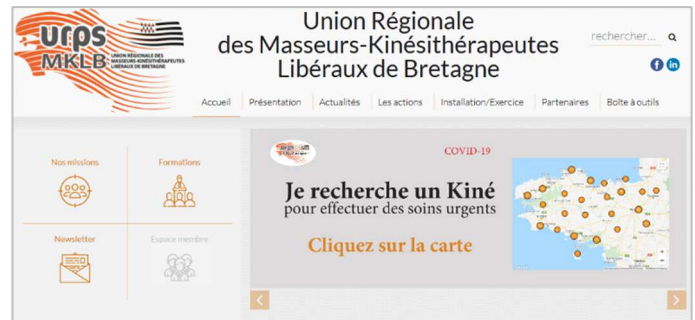 urps
MKLB
UNION RÉGIONALE DES
MASSEURS-KINÉSITHÉRAPEUTES
LIBÉRAUX DE BRETAGNE
Union Régionale
des Masseurs-Kinésithérapeutes
Libéraux de Bretagne
rechercher...
Accueil Présentation Actualités Les actions Installation/Exercice Partenaires Boîte à outils
Nos missions Formations
Newsletter Espace membre
COVID-19
Je recherche un Kiné
pour effectuer des soins urgents
Cliquez sur la carte